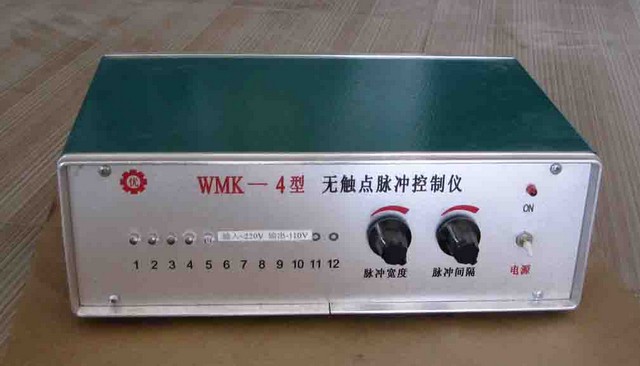 WMK—4型 无触点脉冲控制仪
ON
输入~220V 输出~110V
1 2 3 4 5 6 7 8 9 10 11 12
脉冲宽度 脉冲间隔 电源